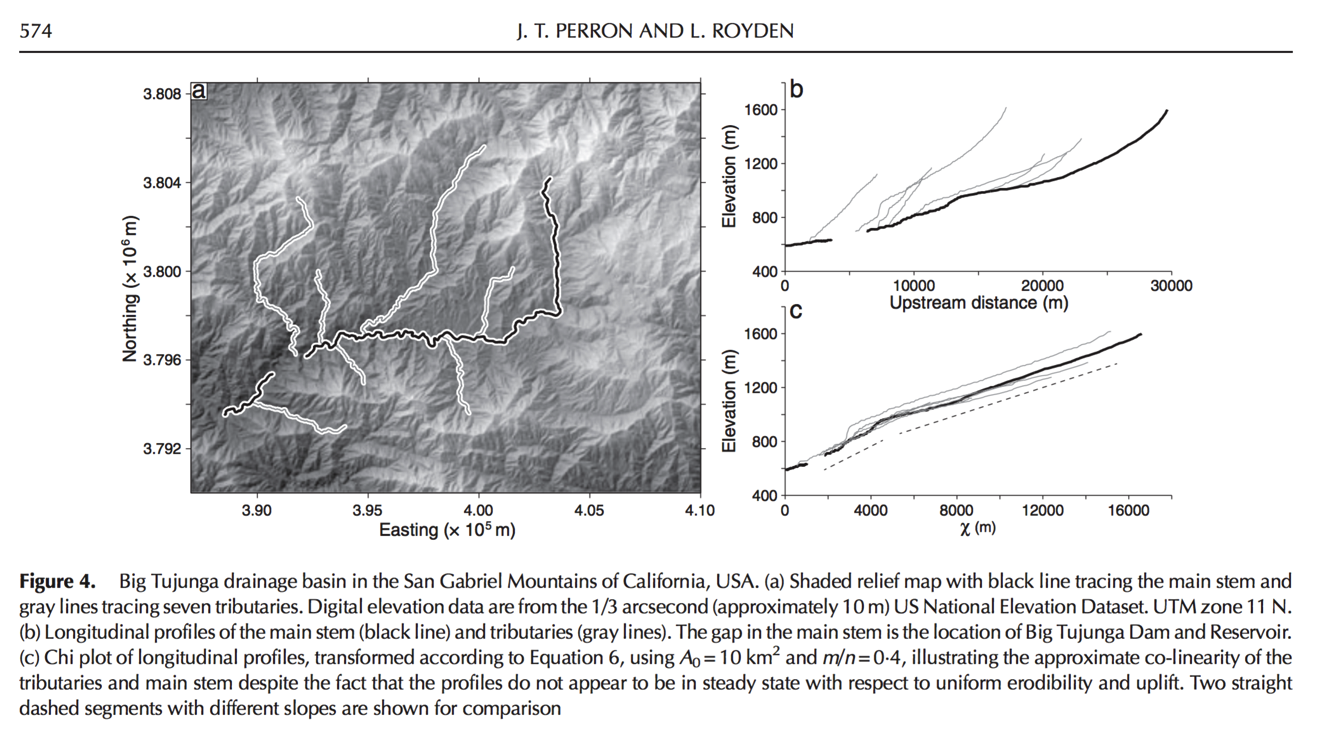 574
J. T. PERRON AND L. ROYDEN
a
3.808
3.804
3.800
3.796
3.792
Northing (× 10⁶ m)
3.90
3.95
4.00
4.05
4.10
Easting (× 10⁵ m)
b
1600
1200
800
400
Elevation (m)
0
10000
20000
30000
Upstream distance (m)
c
1600
1200
800
400
Elevation (m)
0
4000
8000
12000
16000
χ (m)
Figure 4. Big Tujunga drainage basin in the San Gabriel Mountains of California, USA. (a) Shaded relief map with black line tracing the main stem and
gray lines tracing seven tributaries. Digital elevation data are from the 1/3 arcsecond (approximately 10 m) US National Elevation Dataset. UTM zone 11 N.
(b) Longitudinal profiles of the main stem (black line) and tributaries (gray lines). The gap in the main stem is the location of Big Tujunga Dam and Reservoir.
(c) Chi plot of longitudinal profiles, transformed according to Equation 6, using A₀ = 10 km² and m/n = 0·4, illustrating the approximate co-linearity of the
tributaries and main stem despite the fact that the profiles do not appear to be in steady state with respect to uniform erodibility and uplift. Two straight
dashed segments with different slopes are shown for comparison